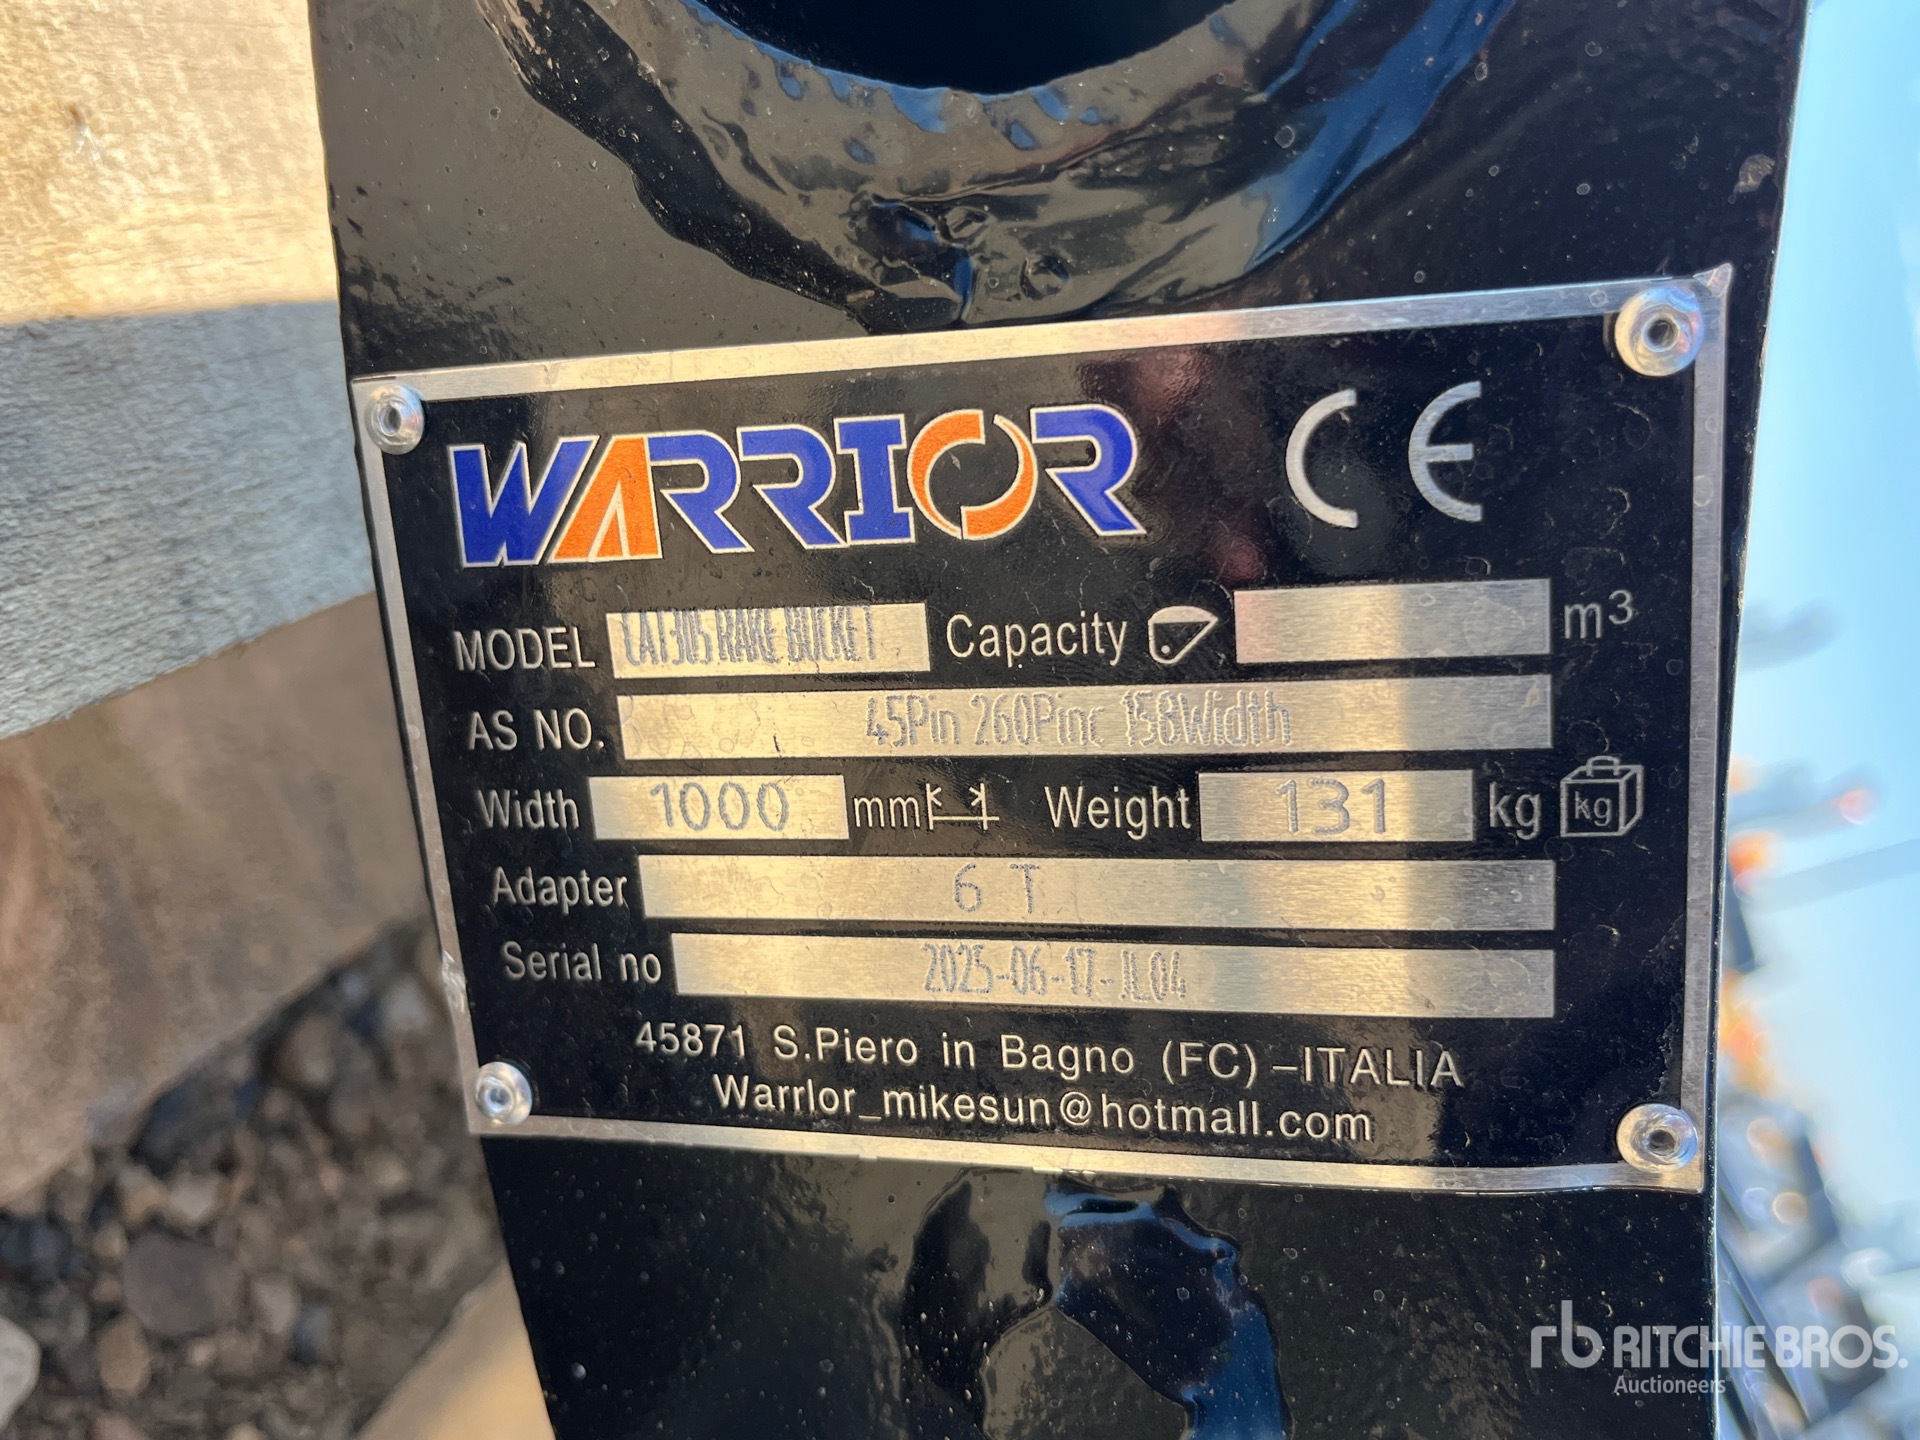 WARRIOR CE
MODEL CAT305 RAKE BUCKET Capacity m³
AS NO. 45Pin 260Pinc 158Width
Width 1000 mm Weight 131 kg kg
Adapter 6 T
Serial no 2025-06-17-JL04
45871 S.Piero in Bagno (FC) –ITALIA
Warrlor_mikesun@hotmall.com
rb RITCHIE BROS.
Auctioneers